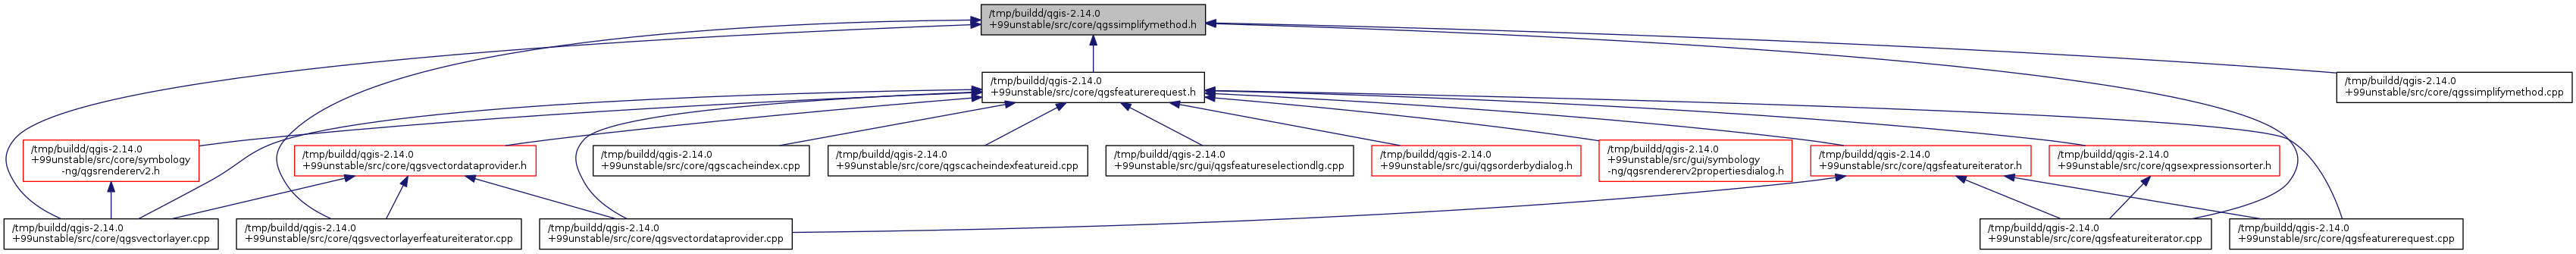 /tmp/buildd/qgis-2.14.0
+99unstable/src/core/qgssimplifymethod.h
/tmp/buildd/qgis-2.14.0
+99unstable/src/core/qgsfeaturerequest.h
/tmp/buildd/qgis-2.14.0
+99unstable/src/core/qgssimplifymethod.cpp
/tmp/buildd/qgis-2.14.0
+99unstable/src/core/symbology
-ng/qgsrendererv2.h
/tmp/buildd/qgis-2.14.0
+99unstable/src/core/qgsvectordataprovider.h
/tmp/buildd/qgis-2.14.0
+99unstable/src/core/qgscacheindex.cpp
/tmp/buildd/qgis-2.14.0
+99unstable/src/core/qgscacheindexfeatureid.cpp
/tmp/buildd/qgis-2.14.0
+99unstable/src/gui/qgsfeatureselectiondlg.cpp
/tmp/buildd/qgis-2.14.0
+99unstable/src/gui/qgsorderbydialog.h
/tmp/buildd/qgis-2.14.0
+99unstable/src/gui/symbology
-ng/qgsrendererv2propertiesdialog.h
/tmp/buildd/qgis-2.14.0
+99unstable/src/core/qgsfeatureiterator.h
/tmp/buildd/qgis-2.14.0
+99unstable/src/core/qgsexpressionsorter.h
/tmp/buildd/qgis-2.14.0
+99unstable/src/core/qgsvectorlayer.cpp
/tmp/buildd/qgis-2.14.0
+99unstable/src/core/qgsvectorlayerfeatureiterator.cpp
/tmp/buildd/qgis-2.14.0
+99unstable/src/core/qgsvectordataprovider.cpp
/tmp/buildd/qgis-2.14.0
+99unstable/src/core/qgsfeatureiterator.cpp
/tmp/buildd/qgis-2.14.0
+99unstable/src/core/qgsfeaturerequest.cpp